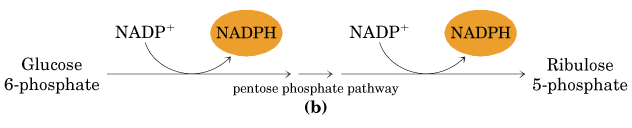 NADP+ NADPH NADP+ NADPH
Glucose
6-phosphate
Ribulose
5-phosphate
pentose phosphate pathway
(b)